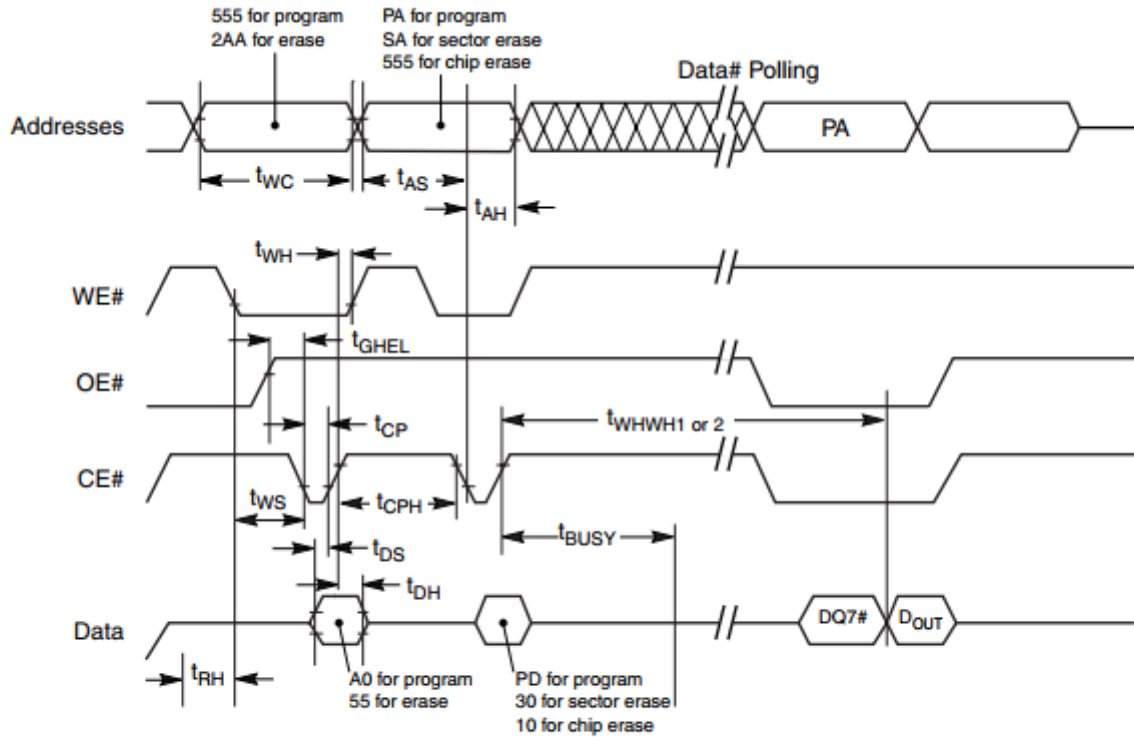 555 for program
2AA for erase
PA for program
SA for sector erase
555 for chip erase
Data# Polling
Addresses
PA
tWC
tAS
tAH
tWH
WE#
tGHEL
OE#
tCP
tWHWH1 or 2
CE#
tWS
tCPH
tBUSY
tDS
tDH
Data
DQ7#
DOUT
tRH
A0 for program
55 for erase
PD for program
30 for sector erase
10 for chip erase